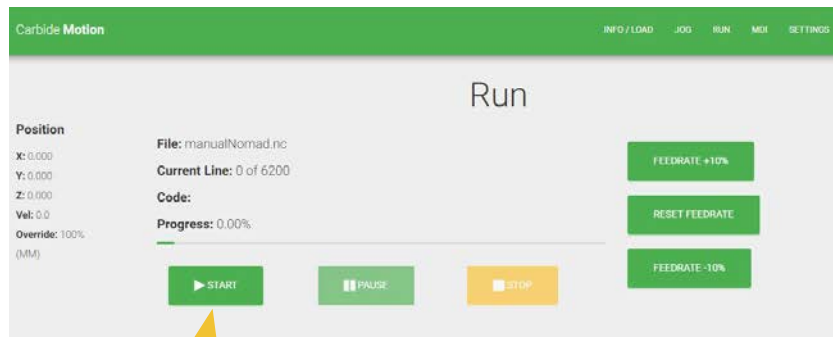 Carbide Motion
INFO / LOAD JOG RUN MDI SETTINGS
Run
Position
X: 0.000
Y: 0.000
Z: 0.000
Vel: 0.0
Override: 100%
(MM)
File: manualNomad.nc
Current Line: 0 of 6200
Code:
Progress: 0.00%
START
PAUSE
STOP
FEEDRATE +10%
RESET FEEDRATE
FEEDRATE -10%